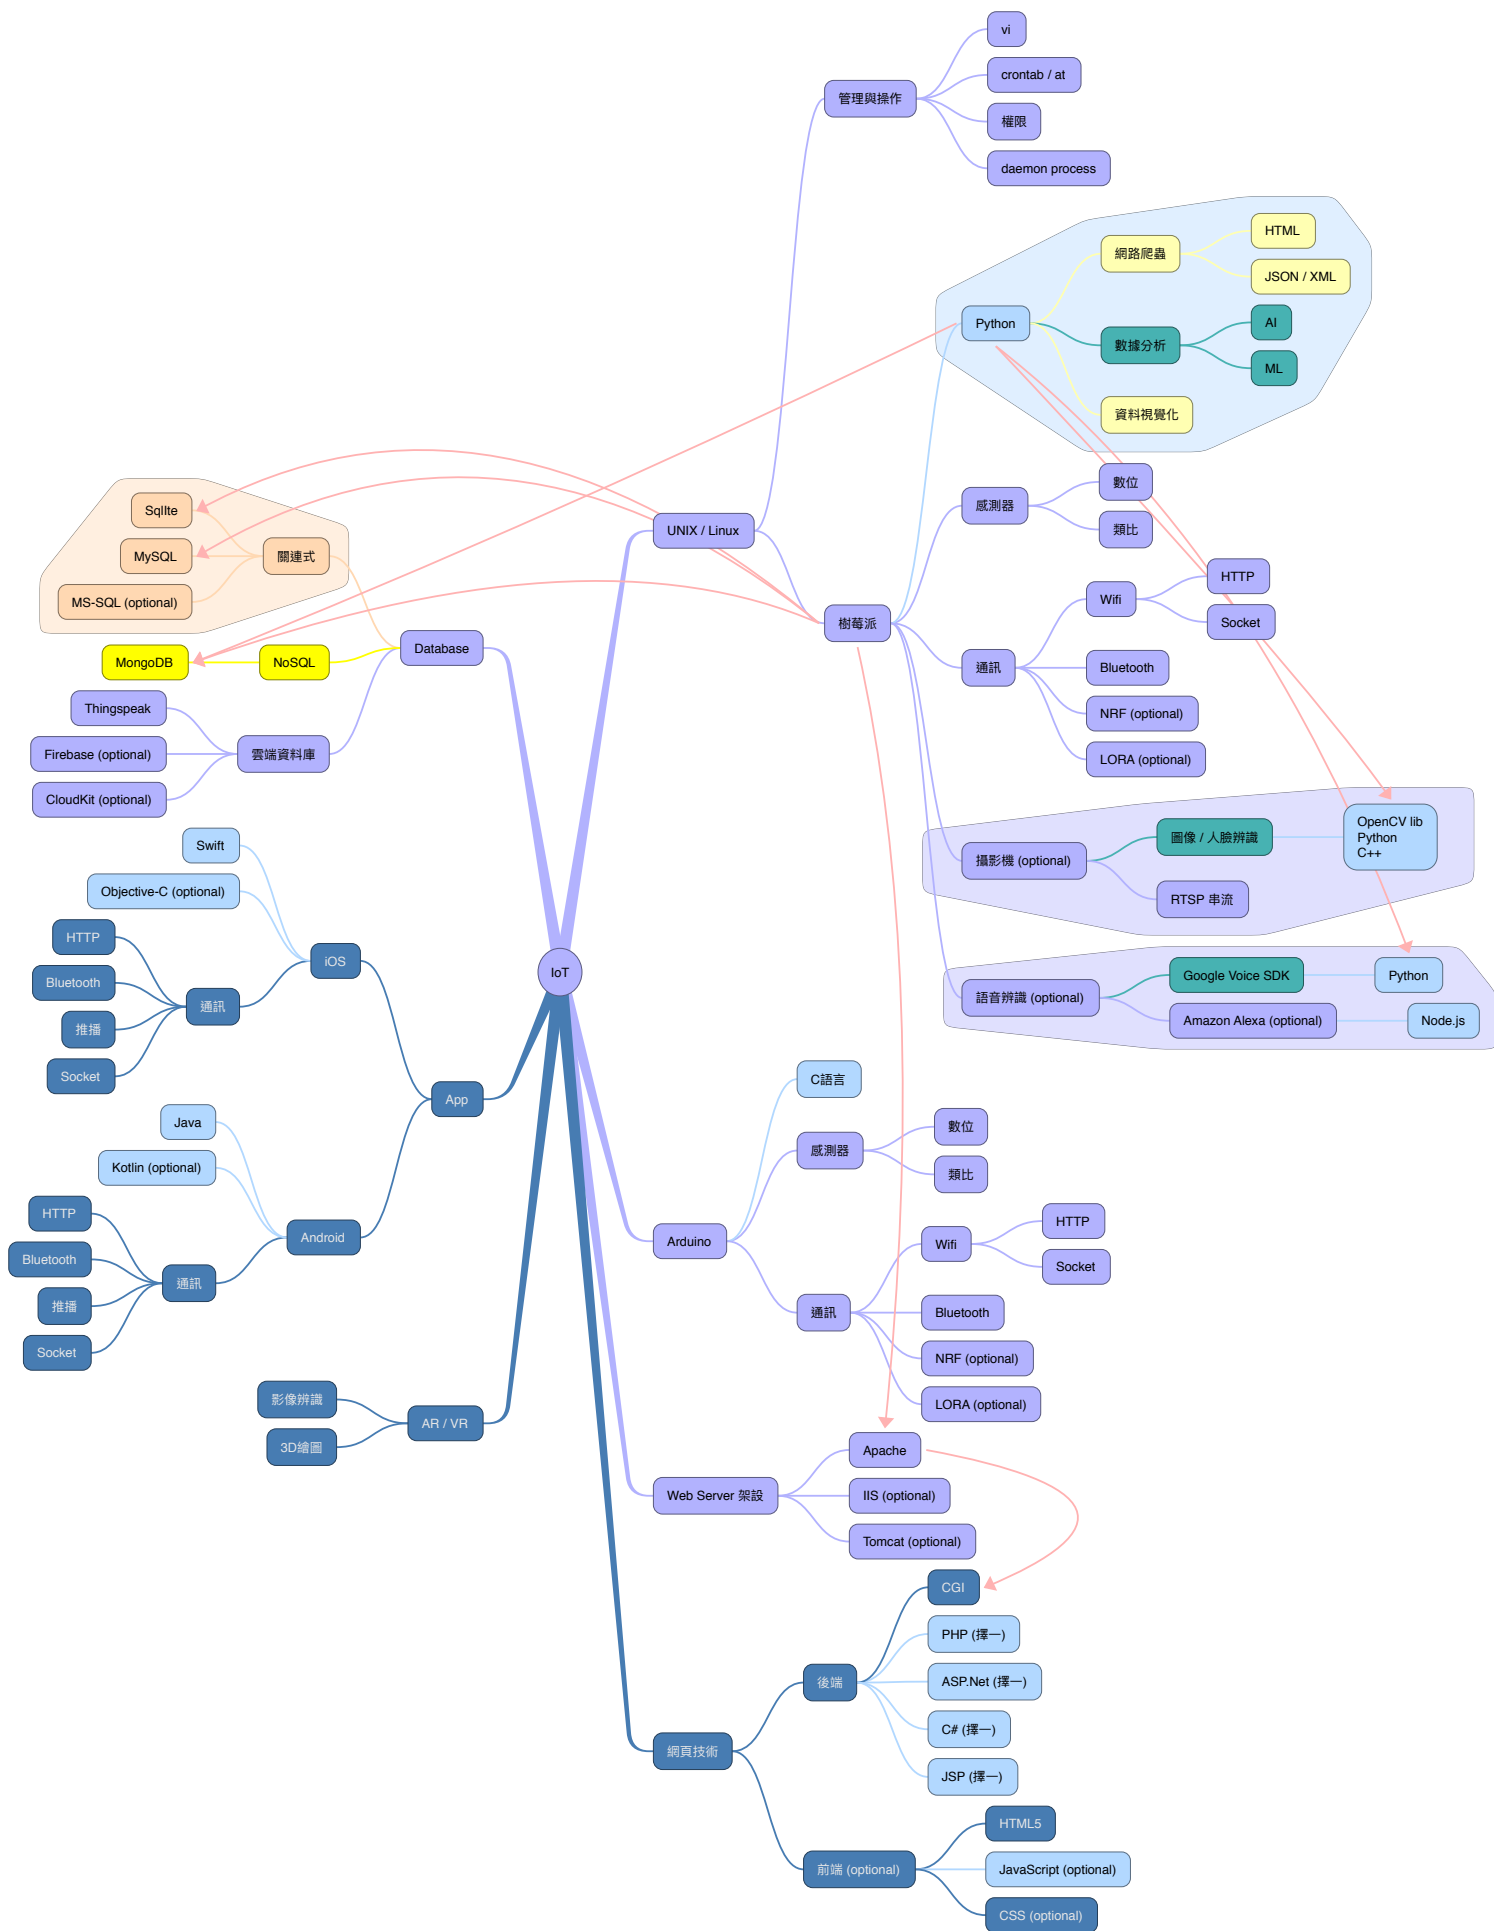 IoT
UNIX / Linux
管理與操作
vi
crontab / at
權限
daemon process
樹莓派
Python
網路爬蟲
HTML
JSON / XML
數據分析
AI
ML
資料視覺化
感測器
數位
類比
通訊
Wifi
HTTP
Socket
Bluetooth
NRF (optional)
LORA (optional)
攝影機 (optional)
圖像 / 人臉辨識
OpenCV lib
Python
C++
RTSP 串流
語音辨識 (optional)
Google Voice SDK
Python
Amazon Alexa (optional)
Node.js
Arduino
C語言
感測器
數位
類比
通訊
Wifi
HTTP
Socket
Bluetooth
NRF (optional)
LORA (optional)
Web Server 架設
Apache
IIS (optional)
Tomcat (optional)
網頁技術
後端
CGI
PHP (擇一)
ASP.Net (擇一)
C# (擇一)
JSP (擇一)
前端 (optional)
HTML5
JavaScript (optional)
CSS (optional)
Database
關連式
SqlIte
MySQL
MS-SQL (optional)
NoSQL
MongoDB
雲端資料庫
Thingspeak
Firebase (optional)
CloudKit (optional)
App
iOS
Swift
Objective-C (optional)
通訊
HTTP
Bluetooth
推播
Socket
Android
Java
Kotlin (optional)
通訊
HTTP
Bluetooth
推播
Socket
AR / VR
影像辨識
3D繪圖